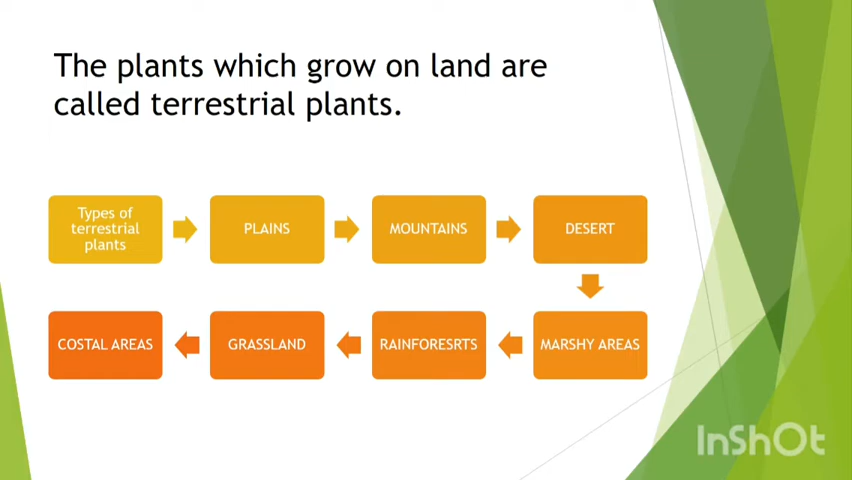 The plants which grow on land are
called terrestrial plants.
Types of
terrestrial
plants
PLAINS
MOUNTAINS
DESERT
MARSHY AREAS
RAINFORESRTS
GRASSLAND
COSTAL AREAS
InShOt